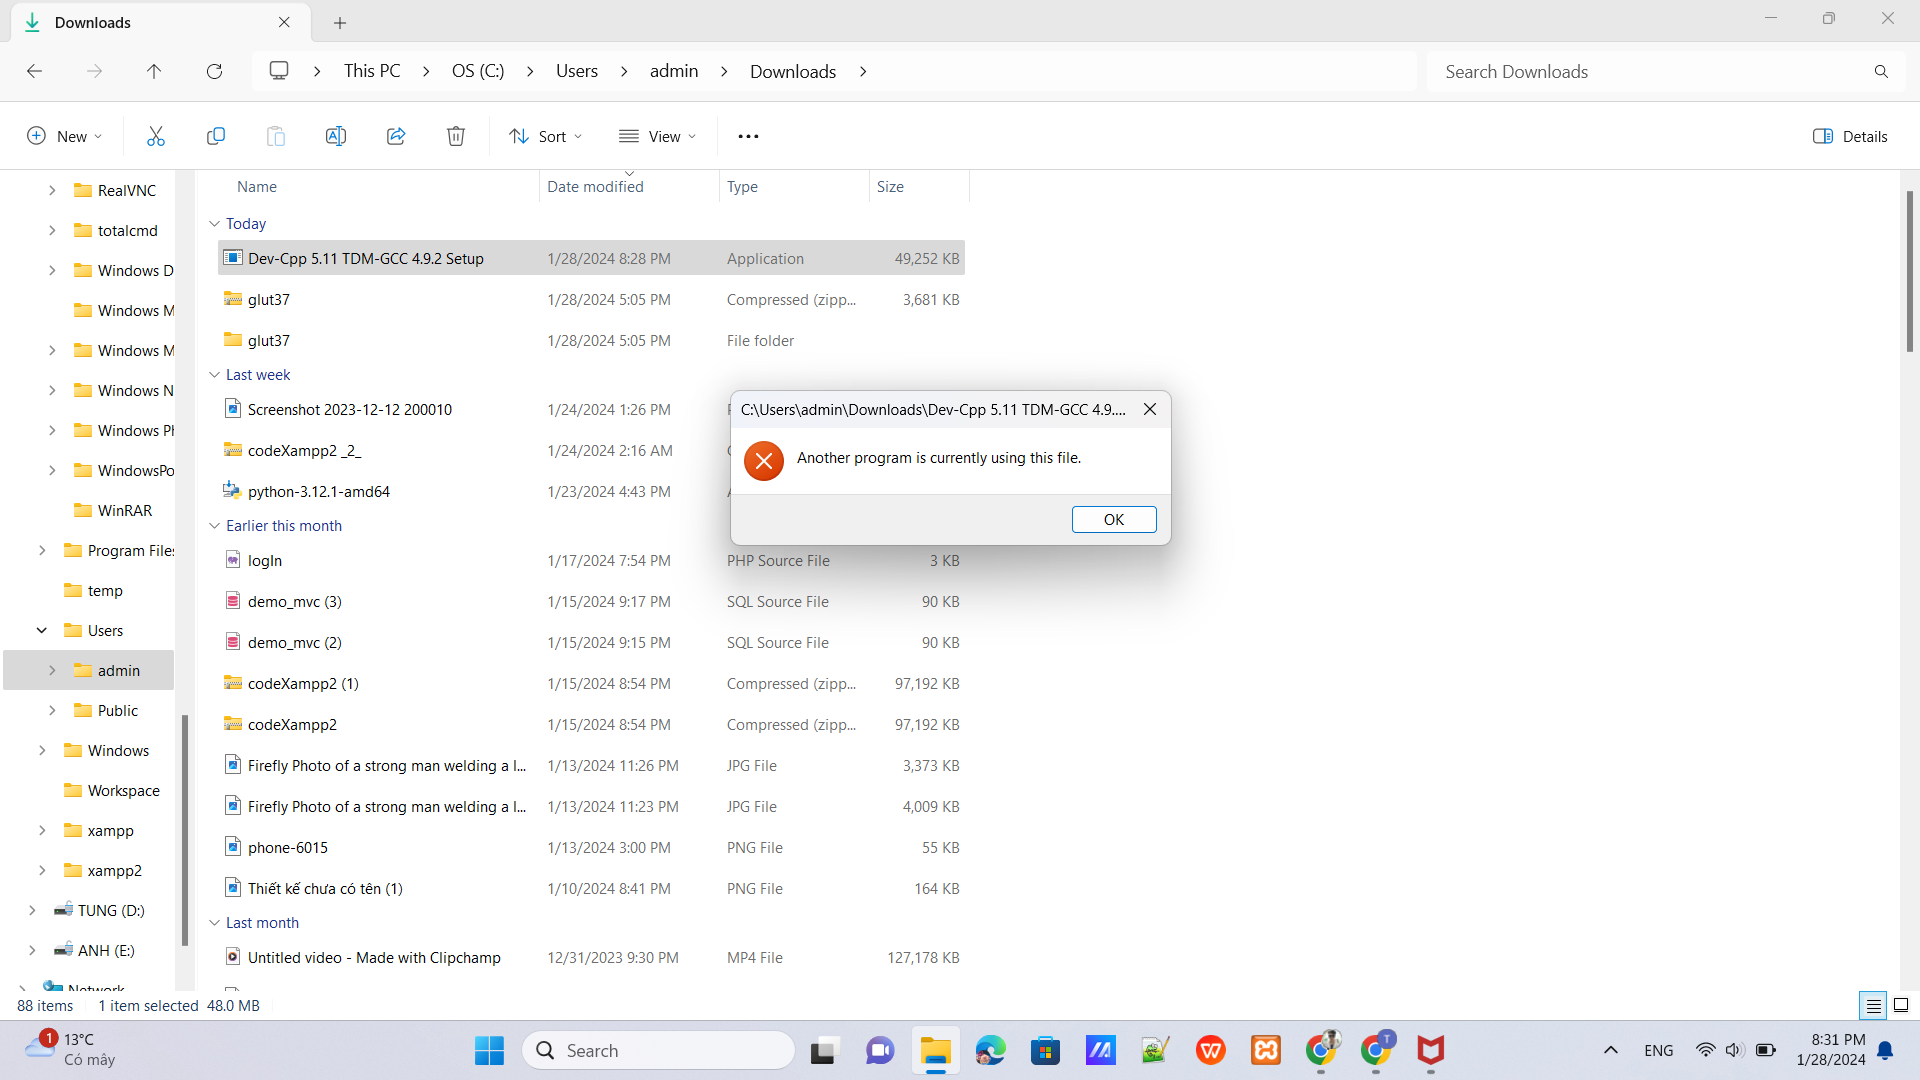 Downloads
This PC OS (C:) Users admin Downloads
Search Downloads
New Sort View Details
RealVNC
totalcmd
Windows D
Windows M
Windows M
Windows N
Windows Pl
WindowsPo
WinRAR
Program Files
temp
Users
admin
Public
Windows
Workspace
xampp
xampp2
TUNG (D:)
ANH (E:)
Network
Name Date modified Type Size
Today
Dev-Cpp 5.11 TDM-GCC 4.9.2 Setup 1/28/2024 8:28 PM Application 49,252 KB
glut37 1/28/2024 5:05 PM Compressed (zipp... 3,681 KB
glut37 1/28/2024 5:05 PM File folder
Last week
Screenshot 2023-12-12 200010 1/24/2024 1:26 PM
codeXampp2 _2_ 1/24/2024 2:16 AM
python-3.12.1-amd64 1/23/2024 4:43 PM
Earlier this month
logIn 1/17/2024 7:54 PM PHP Source File 3 KB
demo_mvc (3) 1/15/2024 9:17 PM SQL Source File 90 KB
demo_mvc (2) 1/15/2024 9:15 PM SQL Source File 90 KB
codeXampp2 (1) 1/15/2024 8:54 PM Compressed (zipp... 97,192 KB
codeXampp2 1/15/2024 8:54 PM Compressed (zipp... 97,192 KB
Firefly Photo of a strong man welding a l... 1/13/2024 11:26 PM JPG File 3,373 KB
Firefly Photo of a strong man welding a l... 1/13/2024 11:23 PM JPG File 4,009 KB
phone-6015 1/13/2024 3:00 PM PNG File 55 KB
Thiết kế chưa có tên (1) 1/10/2024 8:41 PM PNG File 164 KB
Last month
Untitled video - Made with Clipchamp 12/31/2023 9:30 PM MP4 File 127,178 KB
C:\Users\admin\Downloads\Dev-Cpp 5.11 TDM-GCC 4.9....
Another program is currently using this file.
OK
88 items 1 item selected 48.0 MB
1
13°C
Có mây
Search
T
ENG
8:31 PM
1/28/2024